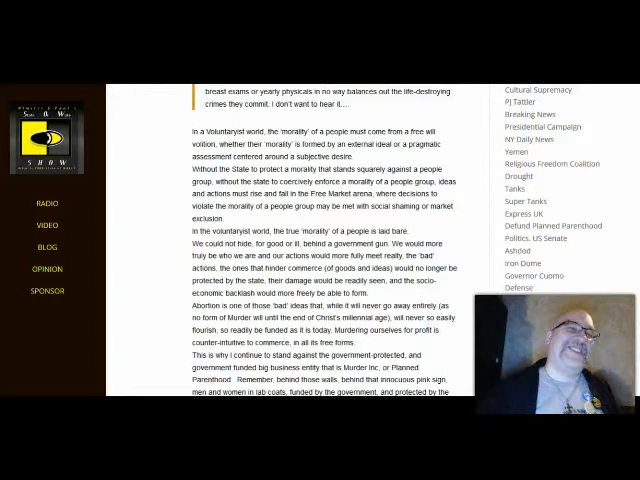 S H O W
RADIO
VIDEO
BLOG
OPINION
SPONSOR
breast exams or yearly physicals in no way balances out the life-destroying
crimes they commit. I don't want to hear it....
In a Voluntaryist world, the 'morality' of a people must come from a free will
volition, whether their 'morality' is formed by an external ideal or a pragmatic
assessment centered around a subjective desire.
Without the State to protect a morality that stands squarely against a people
group, without the state to coercively enforce a morality of a people group, ideas
and actions must rise and fall in the Free Market arena, where decisions to
violate the morality of a people group may be met with social shaming or market
exclusion.
In the voluntaryist world, the true 'morality' of a people is laid bare.
We could not hide, for good or ill, behind a government gun. We would more
truly be who we are and our actions would more fully meet reality, the 'bad'
actions, the ones that hinder commerce (of goods and ideas) would no longer be
protected by the state, their damage would be readily seen, and the socio-
economic backlash would more freely be able to form.
Abortion is one of those 'bad' ideas that, while it will never go away entirely (as
no form of Murder will until the end of Christ's millennial age), will never so easily
flourish, so readily be funded as it is today. Murdering ourselves for profit is
counter-intuitive to commerce, in all its free forms.
This is why I continue to stand against the government-protected, and
government funded big business entity that is Murder Inc, or Planned
Parenthood. Remember, behind those walls, behind that innocuous pink sign,
men and women in lab coats, funded by the government, and protected by the
Cultural Supremacy
PJ Tattler
Breaking News
Presidential Campaign
NY Daily News
Yemen
Religious Freedom Coalition
Drought
Tanks
Super Tanks
Express UK
Defund Planned Parenthood
Politics. US Senate
Ashdod
Iron Dome
Governor Cuomo
Defense